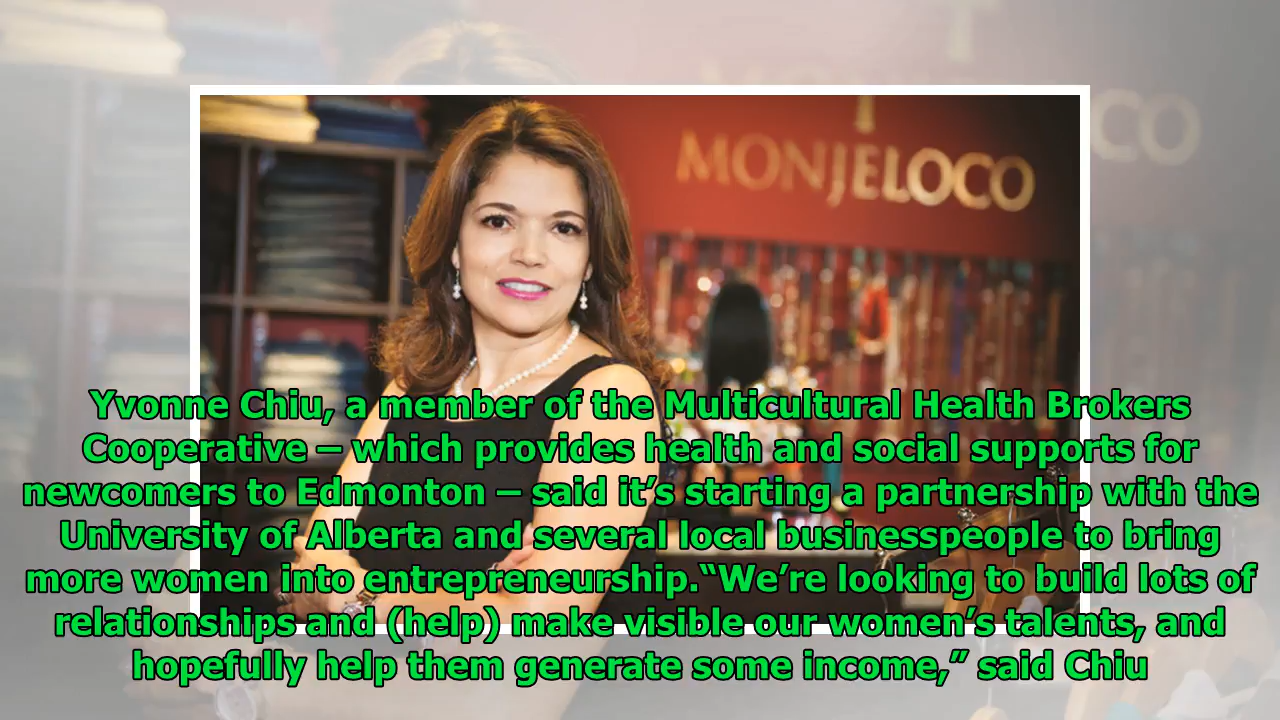 MONJELOCO
CO
Yvonne Chiu, a member of the Multicultural Health Brokers
Cooperative – which provides health and social supports for
newcomers to Edmonton – said it’s starting a partnership with the
University of Alberta and several local businesspeople to bring
more women into entrepreneurship.“We’re looking to build lots of
relationships and (help) make visible our women’s talents, and
hopefully help them generate some income,” said Chiu